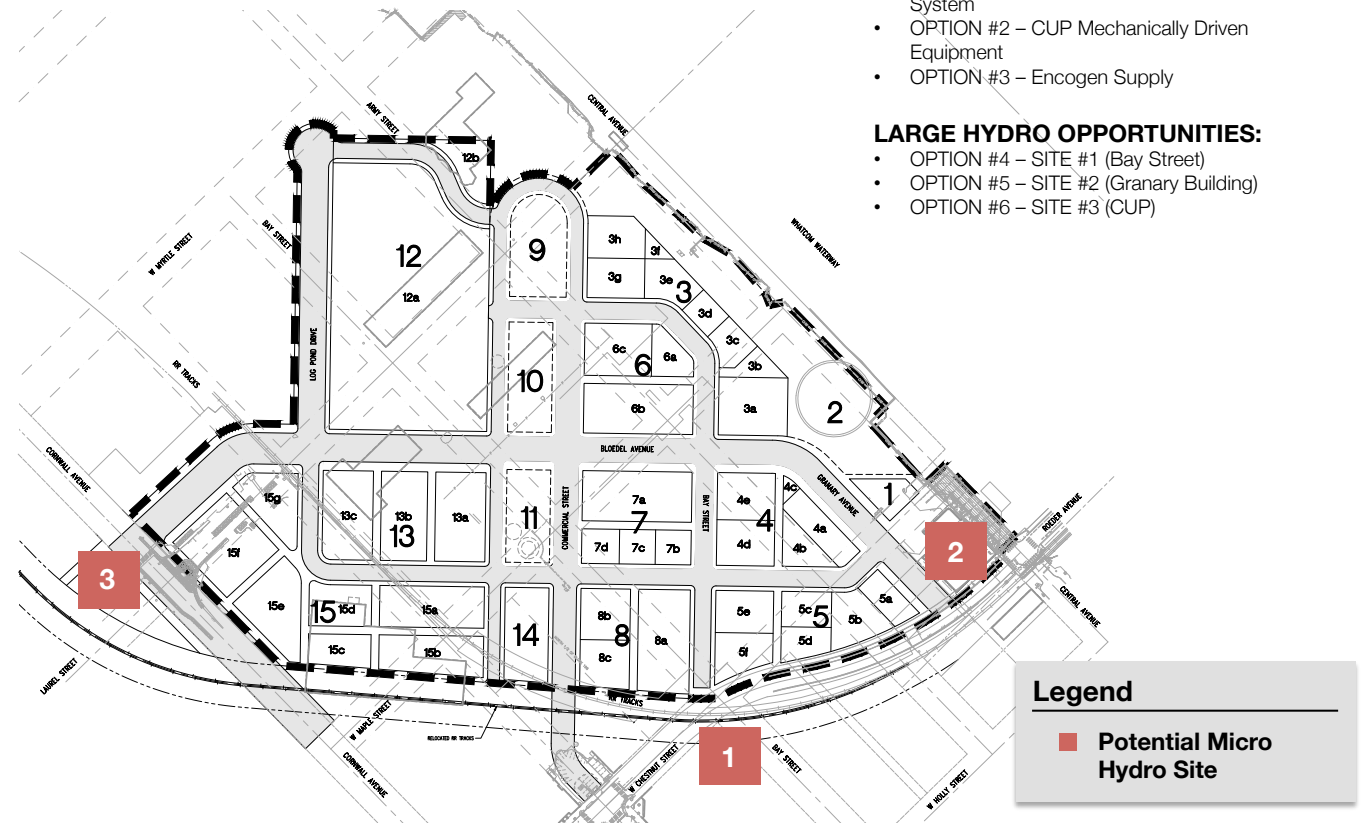 System
• OPTION #2 – CUP Mechanically Driven
Equipment
• OPTION #3 – Encogen Supply
LARGE HYDRO OPPORTUNITIES:
• OPTION #4 – SITE #1 (Bay Street)
• OPTION #5 – SITE #2 (Granary Building)
• OPTION #6 – SITE #3 (CUP)
ARMY STREET
CENTRAL AVENUE
12b
WHATCOM WATERWAY
W MYRTLE STREET
BAY STREET
12
12a
9
3h
3f
3g
3e
3
3d
3c
3b
3a
LOG POND DRIVE
RR TRACKS
10
6c
6
6a
6b
2
BLOEDEL AVENUE
CORNWALL AVENUE
15g
13c
13b
13a
13
11
COMMERCIAL STREET
7a
7
7d
7c
7b
BAY STREET
4e
4c
4
4a
4d
4b
GRANARY AVENUE
1
ROEDER AVENUE
2
15f
3
15e
15
15d
15a
15c
15b
14
8b
8
8a
8c
5e
5c
5
5a
5b
5d
5f
CENTRAL AVENUE
LAUREL STREET
RR TRACKS
W MAPLE STREET
RELOCATED RR TRACKS
CORNWALL AVENUE
W CHESTNUT STREET
1
BAY STREET
W HOLLY STREET
Legend
Potential Micro
Hydro Site